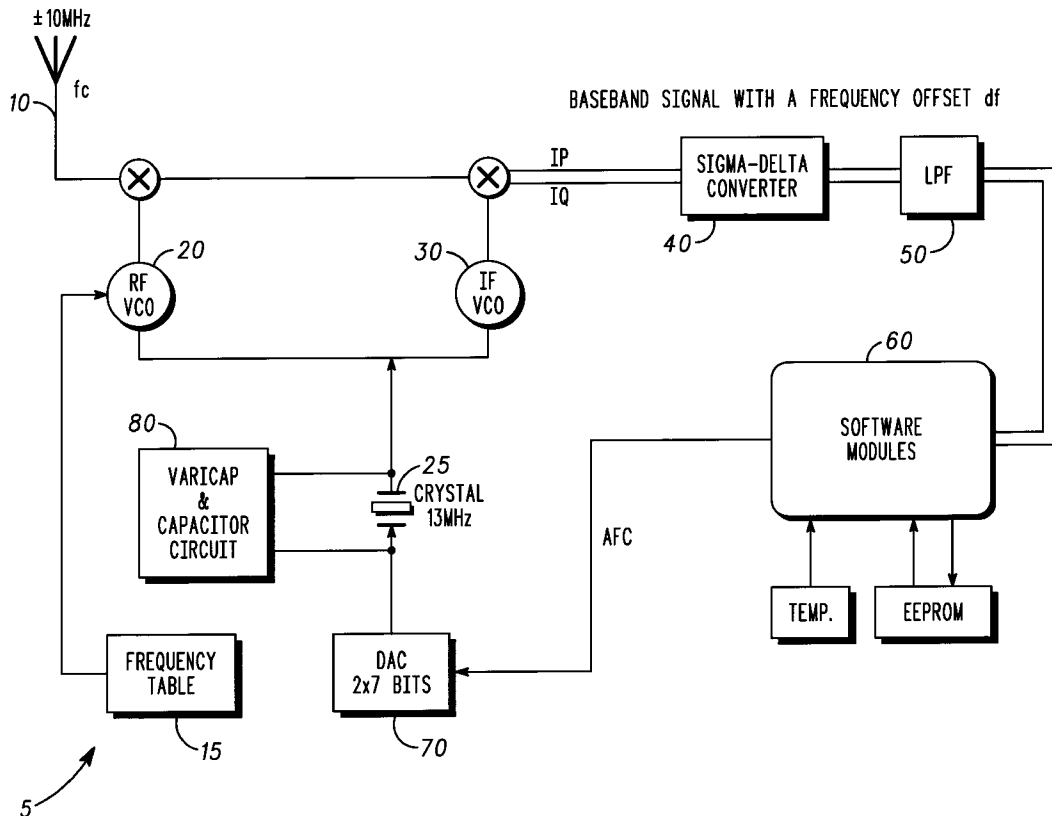 ±10MHz
fc
10
BASEBAND SIGNAL WITH A FREQUENCY OFFSET df
IP
IQ
SIGMA-DELTA
CONVERTER
40
LPF
50
20
RF
VCO
30
IF
VCO
60
SOFTWARE
MODULES
80
VARICAP
&
CAPACITOR
CIRCUIT
25
CRYSTAL
13MHz
AFC
TEMP.
EEPROM
FREQUENCY
TABLE
15
DAC
2x7 BITS
70
5